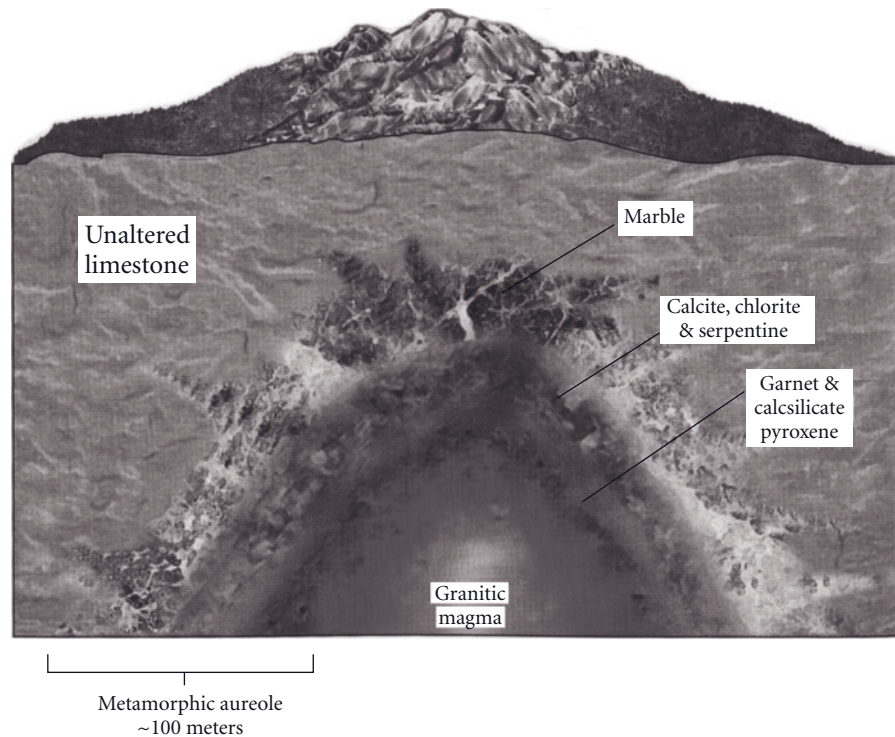 Unaltered
limestone
Marble
Calcite, chlorite
& serpentine
Garnet &
calcsilicate
pyroxene
Granitic
magma
Metamorphic aureole
~100 meters